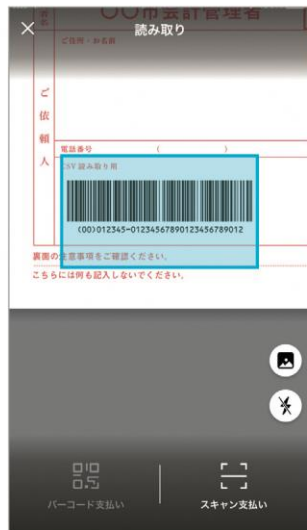 〇〇市会計管理者
読み取り
ご住所・お名前
ご依頼人
電話番号 ( )
CSV読み取り用
(00)012345-01234567890123456789012
裏面の注意事項をご確認ください。
こちらには何も記入しないでください。
バーコード支払い
スキャン支払い